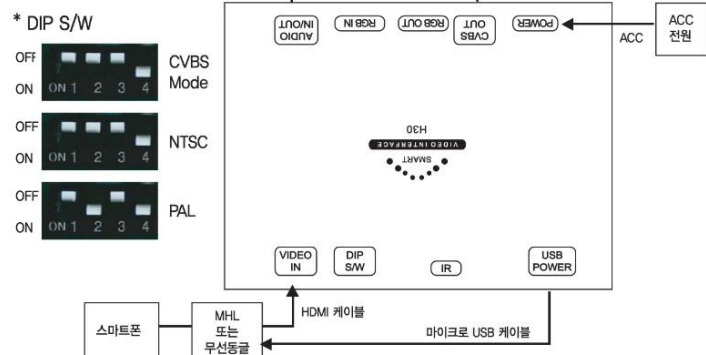 * DIP S/W
OFF
ON
ON 1 2 3 4
CVBS
Mode
OFF
ON
ON 1 2 3 4
NTSC
OFF
ON
ON 1 2 3 4
PAL
AUDIO
IN/OUT
RGB IN
RGB OUT
CVBS
OUT
POWER
ACC
ACC
전원
SMART
VIDEO INTERFACE
H30
VIDEO
IN
DIP
S/W
IR
USB
POWER
스마트폰
MHL
또는
무선동글
HDMI 케이블
마이크로 USB 케이블